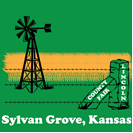 COUNTY
FAIR
LINCOLN
Sylvan Grove, Kansas